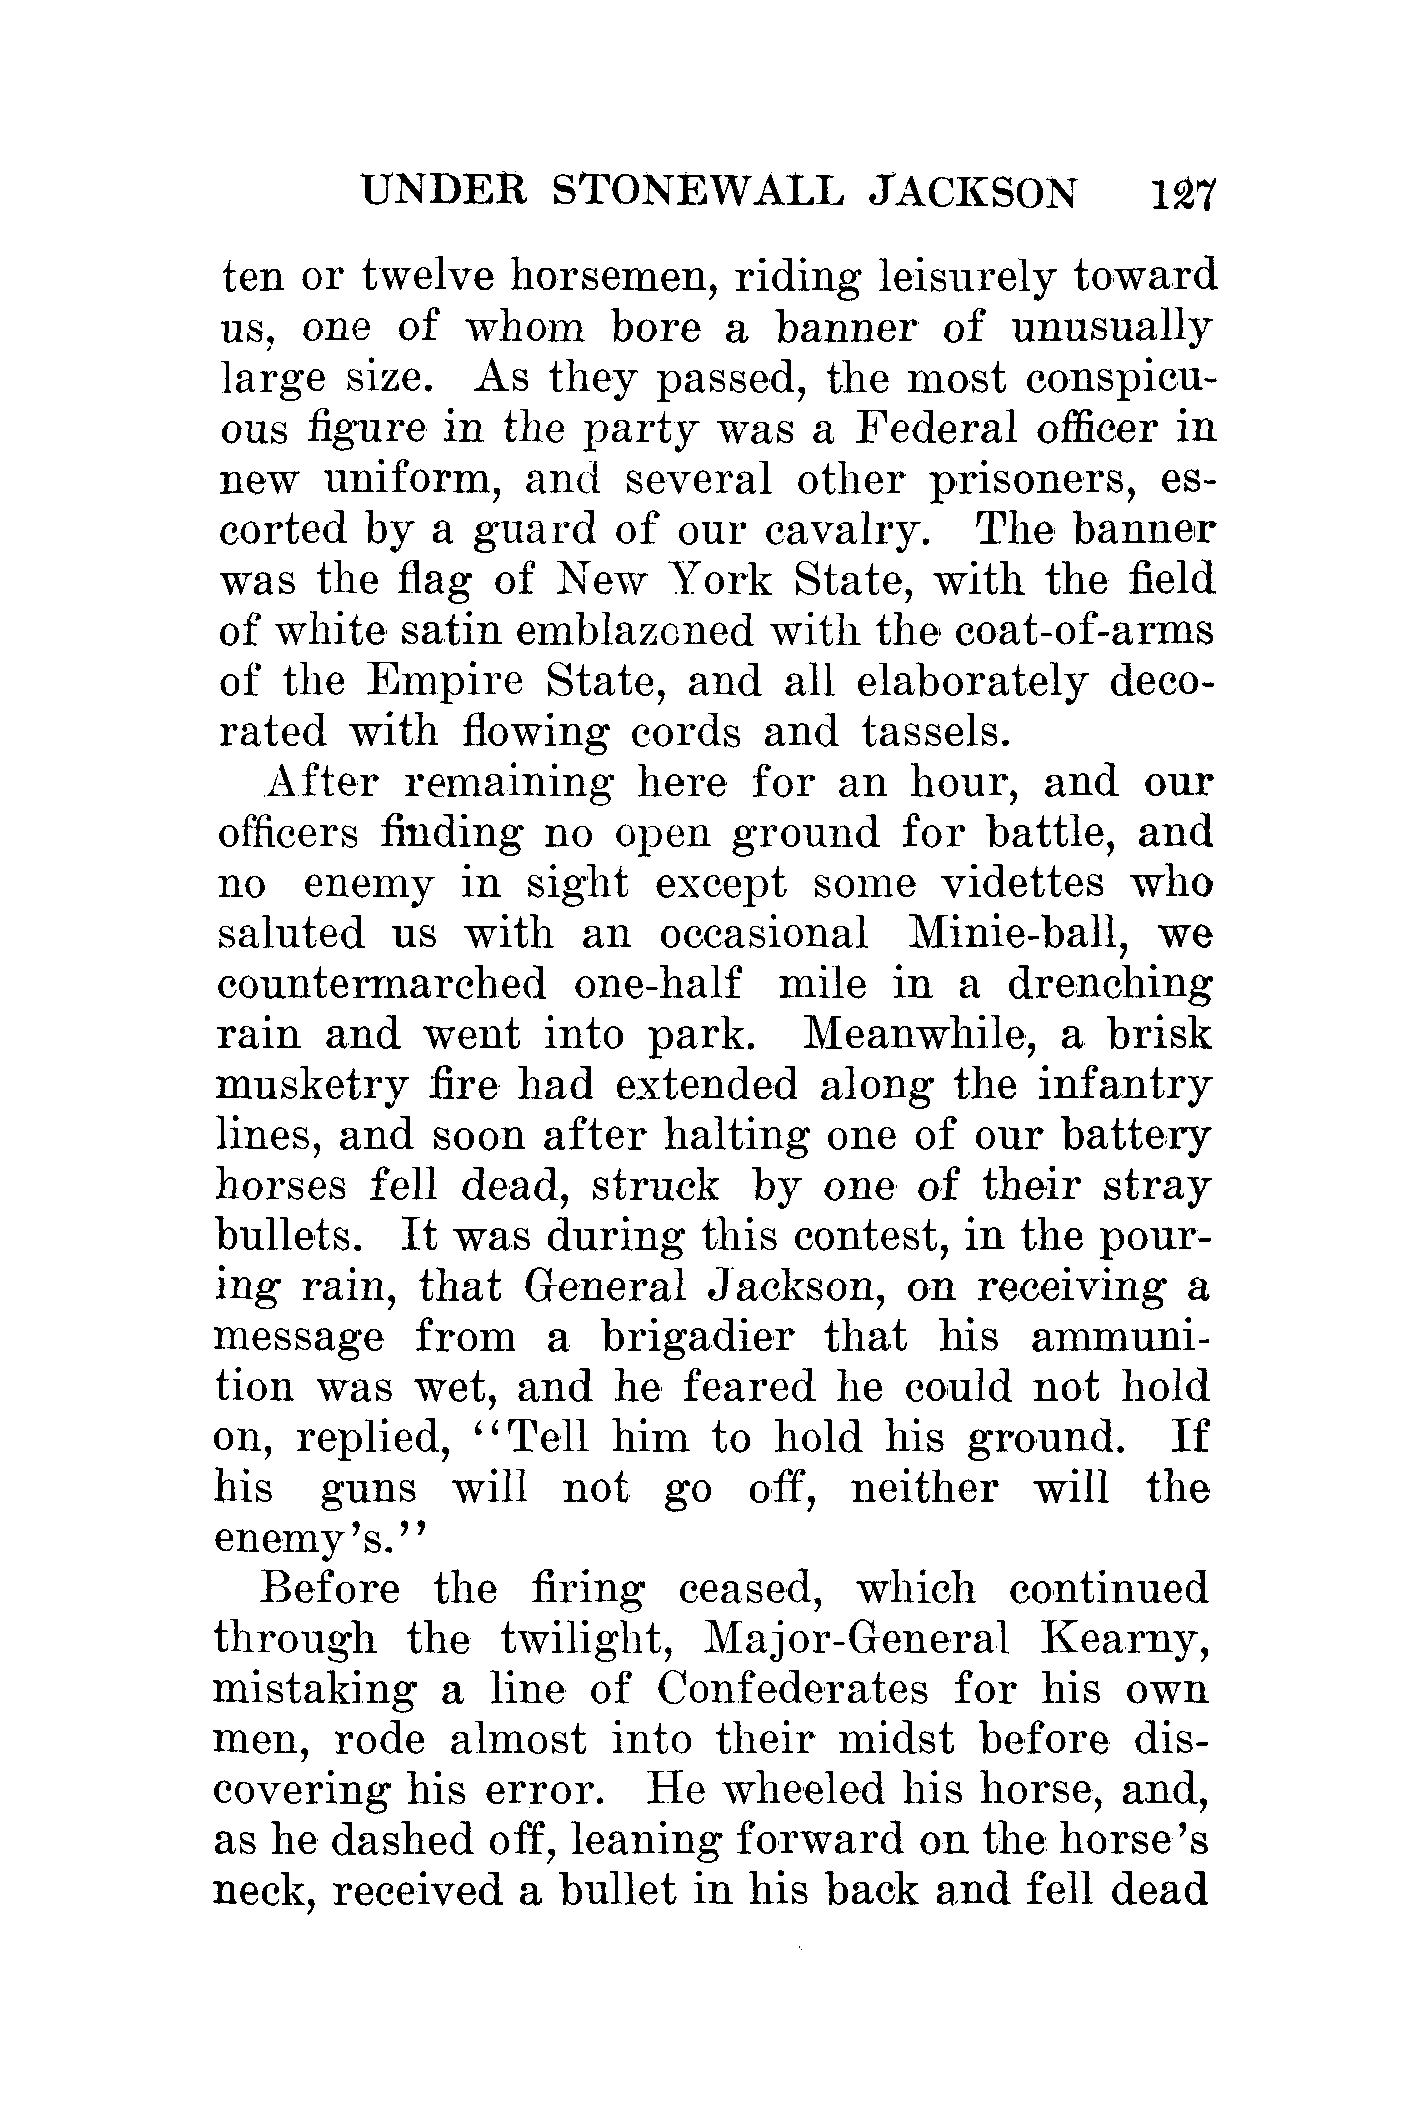 UNDER STONEWALL JACKSON 127
ten or twelve horsemen, riding leisurely toward
us, one of whom bore a banner of unusually
large size. As they passed, the most conspicu-
ous figure in the party was a Federal officer in
new uniform, and several other prisoners, es-
corted by a guard of our cavalry. The banner
was the flag of New York State, with the field
of white satin emblazoned with the coat-of-arms
of the Empire State, and all elaborately deco-
rated with flowing cords and tassels.
After remaining here for an hour, and our
officers finding no open ground for battle, and
no enemy in sight except some videttes who
saluted us with an occasional Minie-ball, we
countermarched one-half mile in a drenching
rain and went into park. Meanwhile, a brisk
musketry fire had extended along the infantry
lines, and soon after halting one of our battery
horses fell dead, struck by one of their stray
bullets. It was during this contest, in the pour-
ing rain, that General Jackson, on receiving a
message from a brigadier that his ammuni-
tion was wet, and he feared he could not hold
on, replied, "Tell him to hold his ground. If
his guns will not go off, neither will the
enemy's."
Before the firing ceased, which continued
through the twilight, Major-General Kearny,
mistaking a line of Confederates for his own
men, rode almost into their midst before dis-
covering his error. He wheeled his horse, and,
as he dashed off, leaning forward on the horse's
neck, received a bullet in his back and fell dead